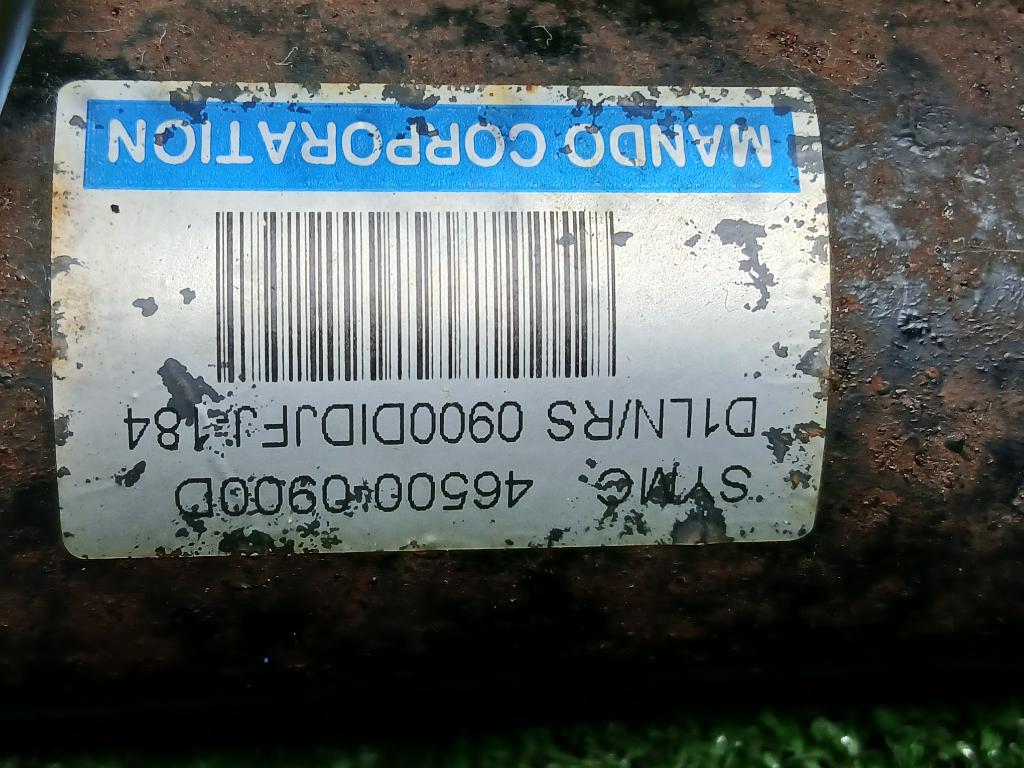 SYMC 46500-0900D
D1LN/RS 0900DIDJFJ-184
MANDO CORPORATION